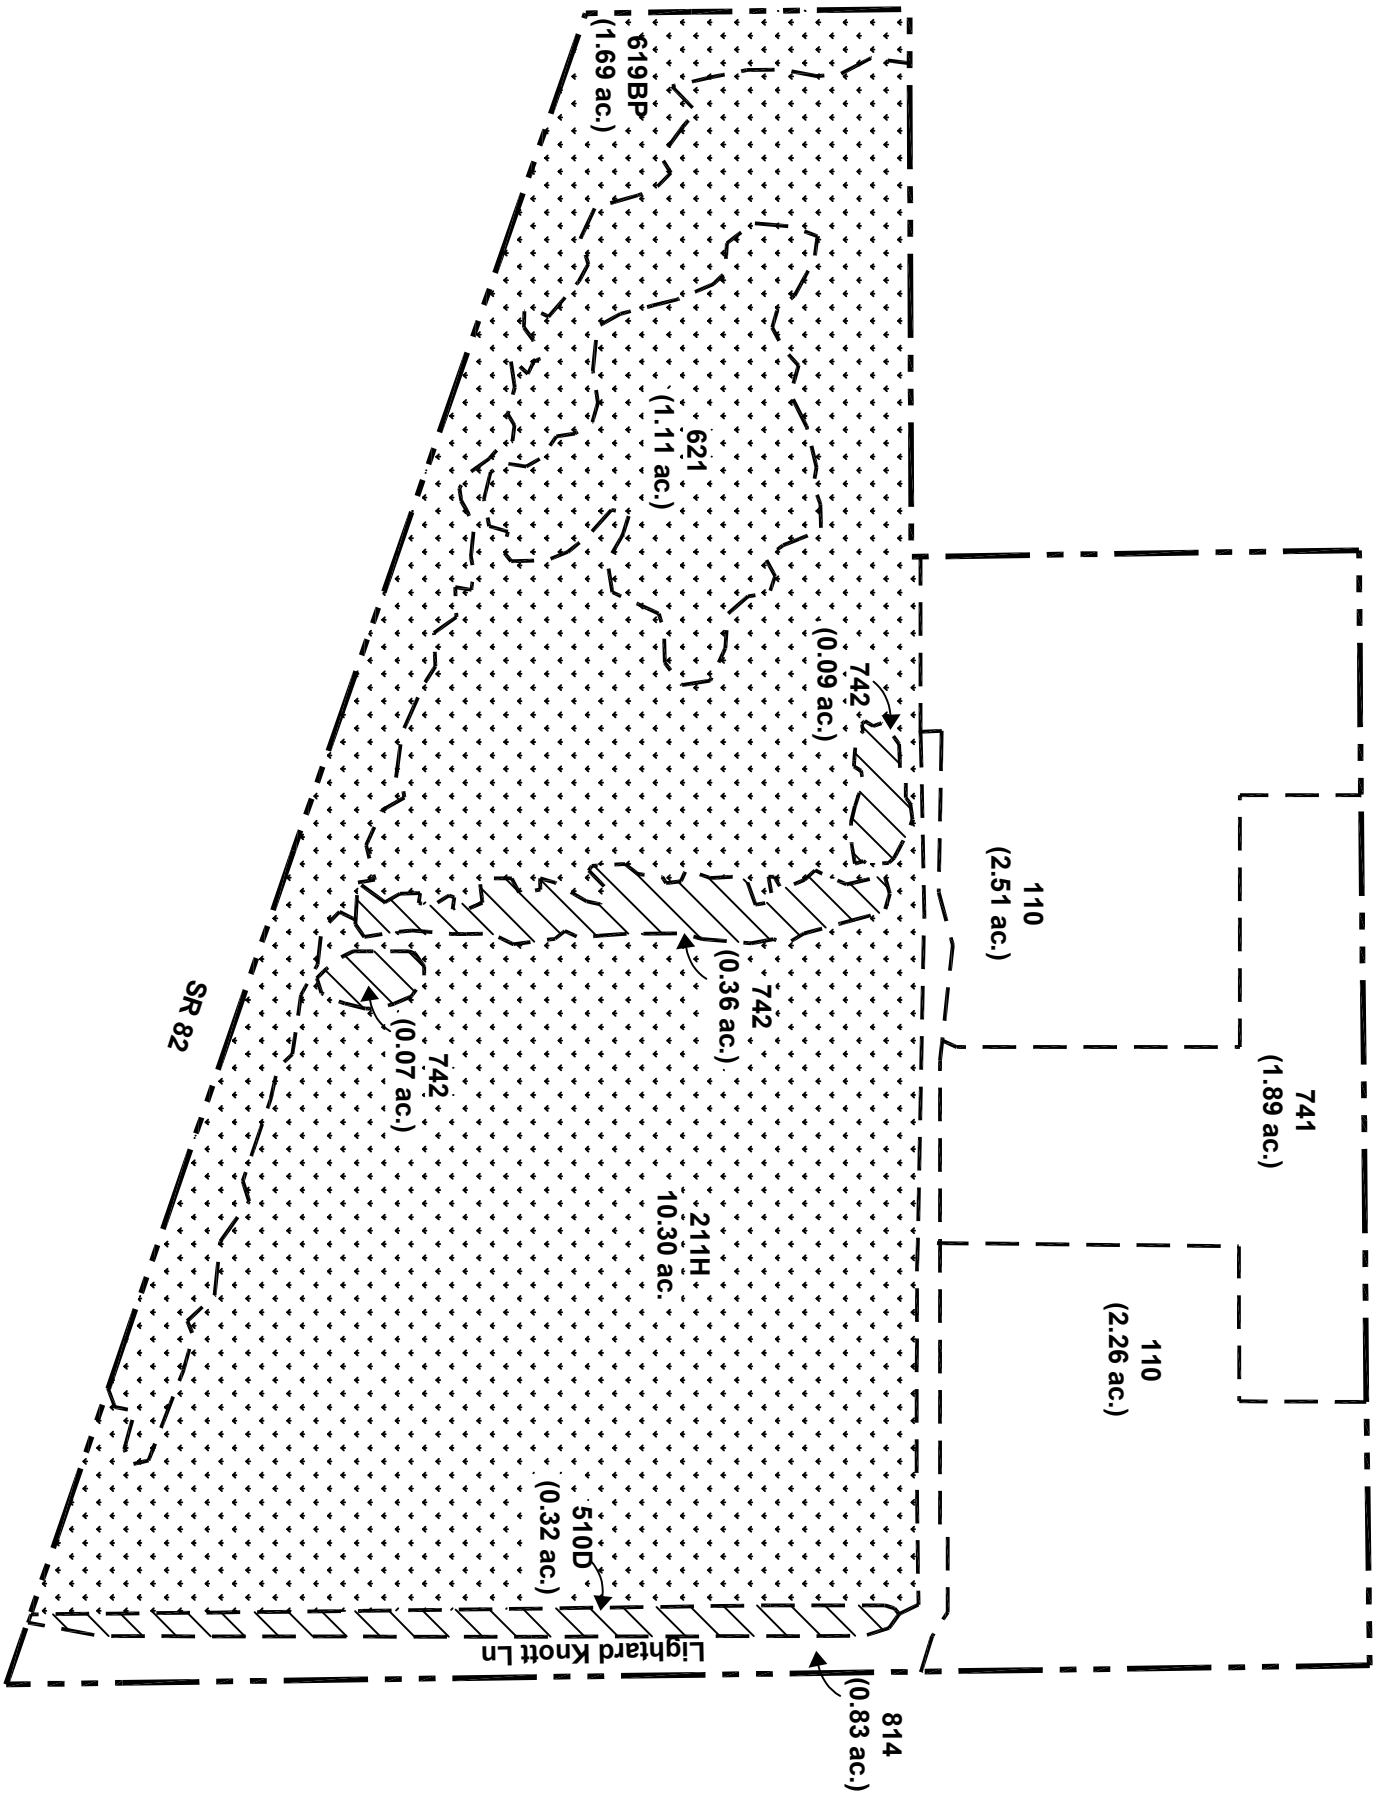 619BP
(1.69 ac.)
621
(1.11 ac.)
742
(0.09 ac.)
110
(2.51 ac.)
741
(1.89 ac.)
742
(0.36 ac.)
742
(0.07 ac.)
SR 82
211H
10.30 ac.
110
(2.26 ac.)
510D
(0.32 ac.)
Lightard Knott Ln
814
(0.83 ac.)